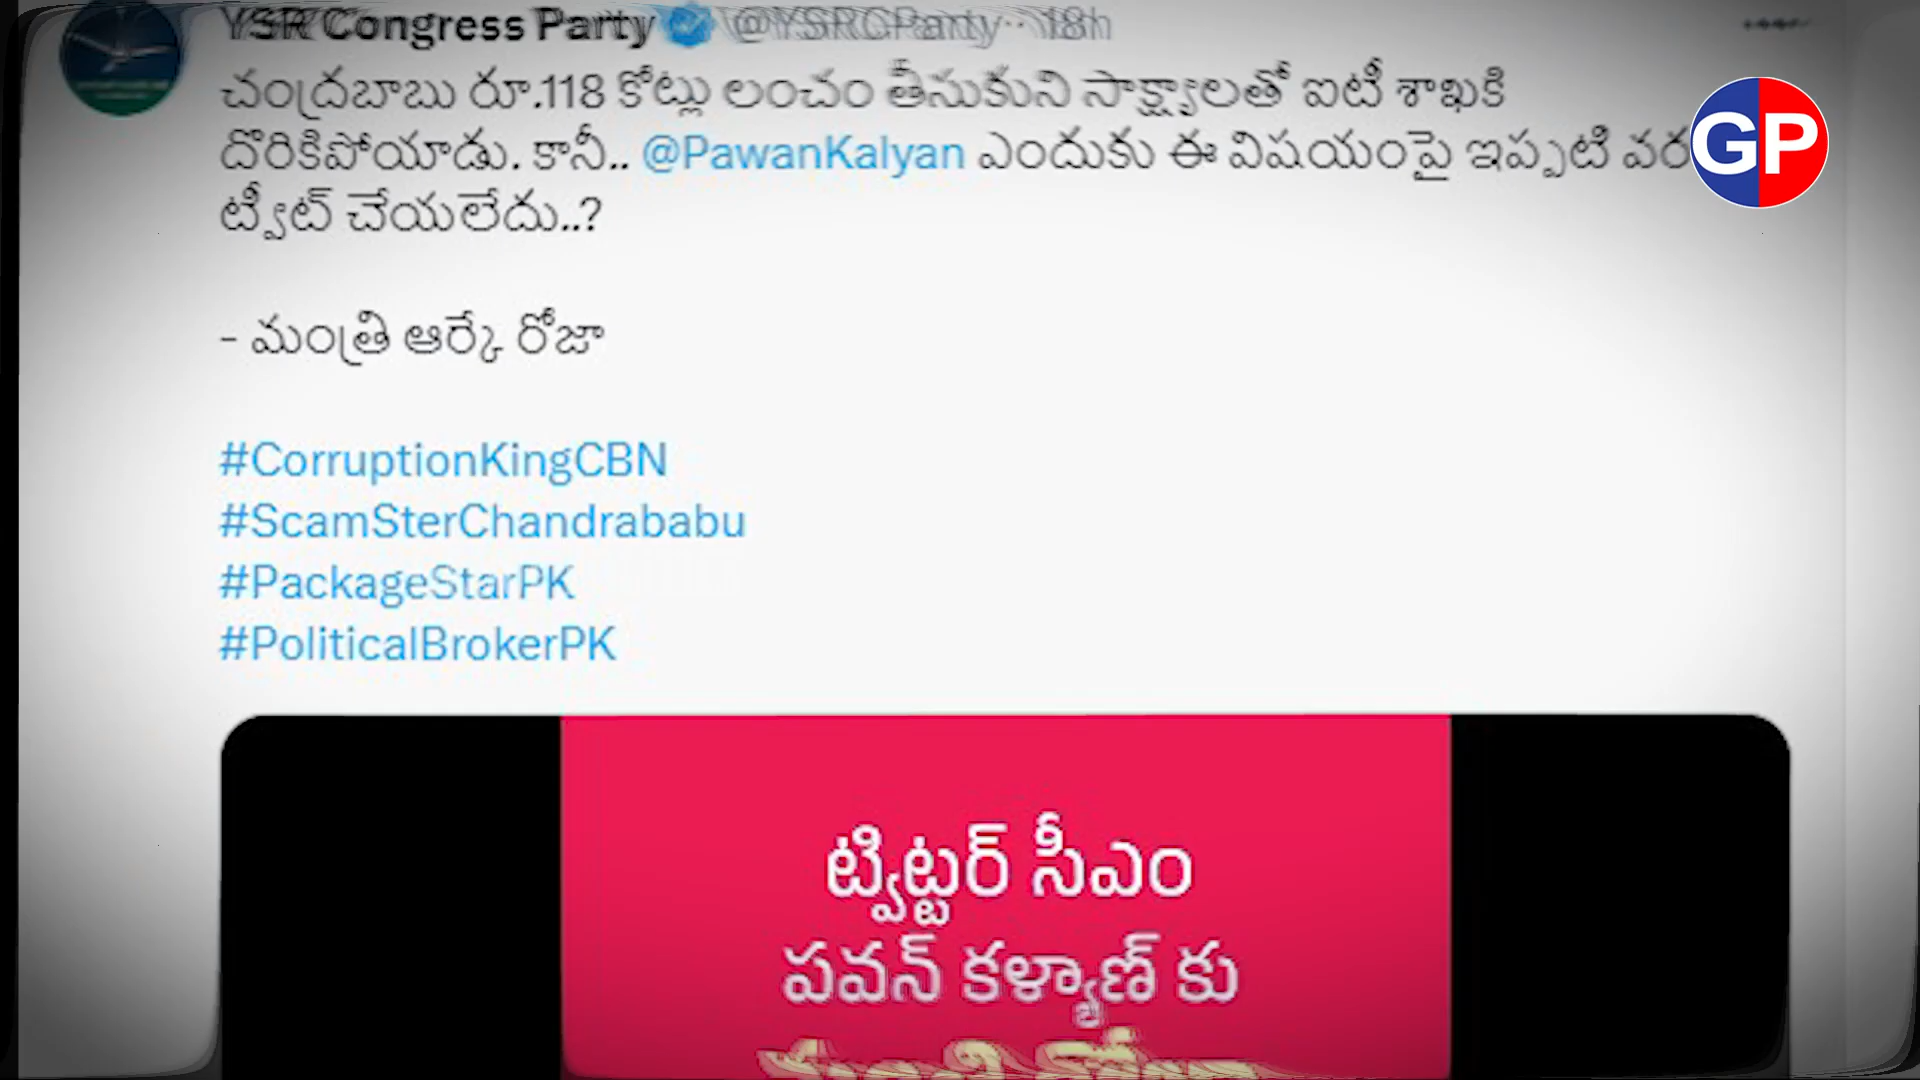 YSR Congress Party @YSRCParty · 18h
చంద్రబాబు రూ.118 కోట్లు లంచం తీసుకుని సాక్ష్యాలతో ఐటీ శాఖకి
దొరికిపోయాడు. కానీ.. @PawanKalyan ఎందుకు ఈ విషయంపై ఇప్పటి
GP
ట్వీట్ చేయలేదు..?
- మంత్రి ఆర్కే రోజా
#CorruptionKingCBN
#ScamSterChandrababu
#PackageStarPK
#PoliticalBrokerPK
ట్విట్టర్ సీఎం
పవన్ కళ్యాణ్ కు